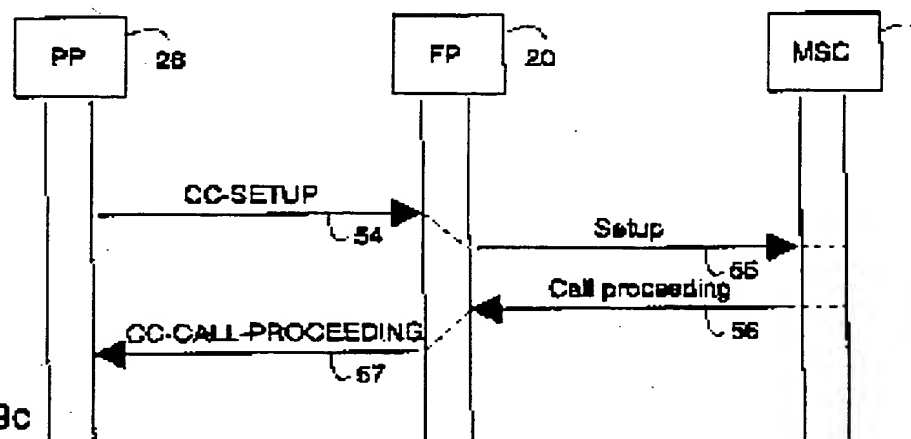 PP
28
FP
20
MSC
CC-SETUP
54
Setup
55
Call proceeding
56
CC-CALL-PROCEEDING
57
9c